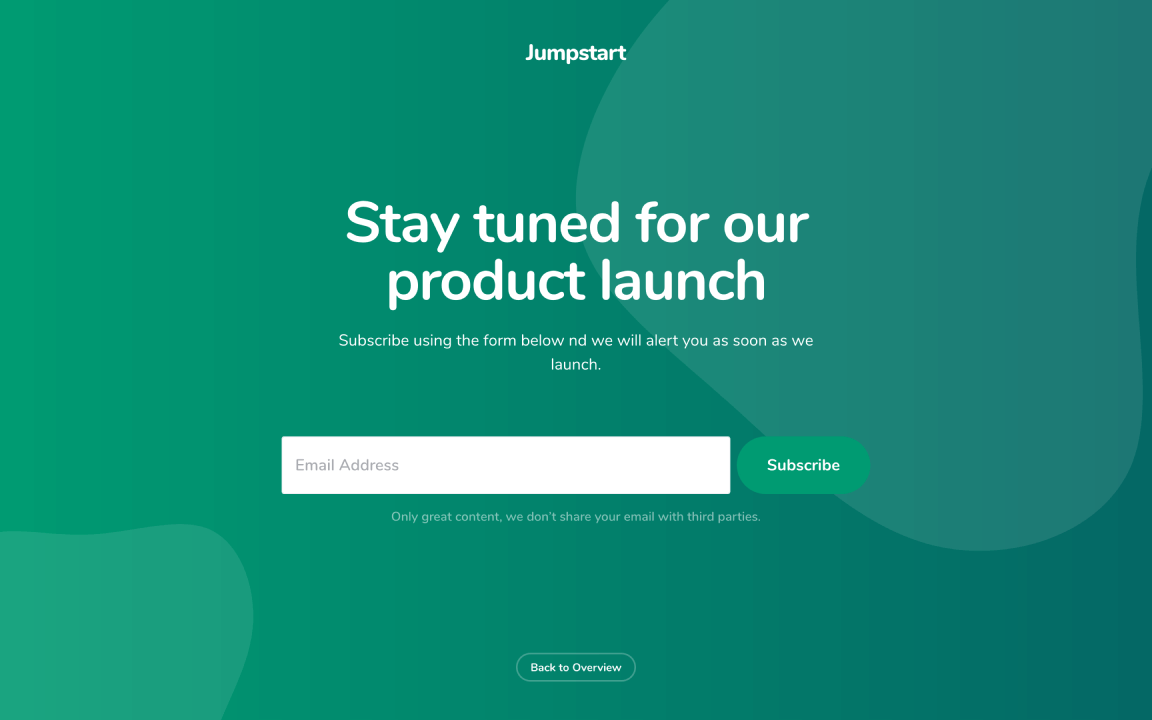 Jumpstart
Stay tuned for our
product launch
Subscribe using the form below nd we will alert you as soon as we
launch.
Email Address
Subscribe
Only great content, we don’t share your email with third parties.
Back to Overview